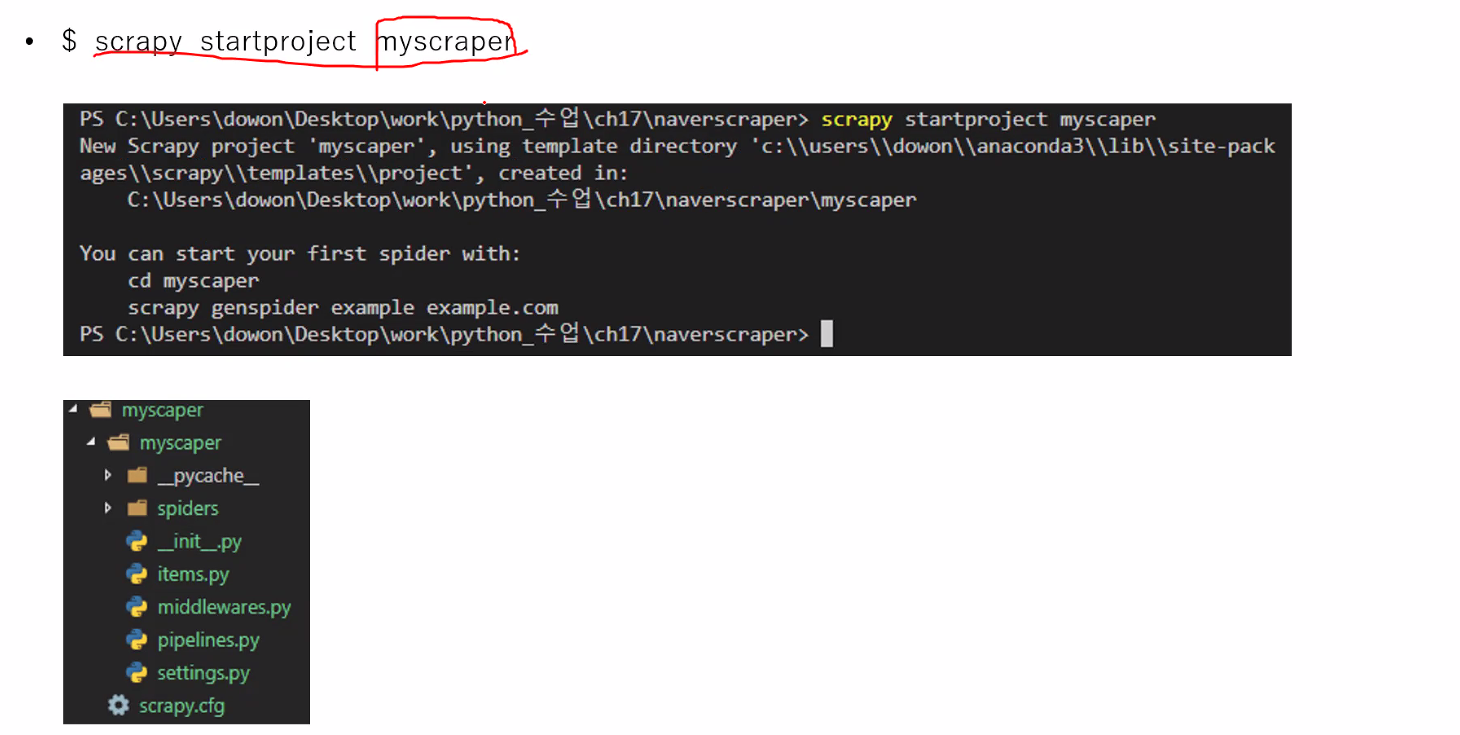 • $ scrapy startproject myscraper
PS C:\Users\dowon\Desktop\work\python_수업\ch17\naverscraper> scrapy startproject myscaper
New Scrapy project 'myscaper', using template directory 'c:\\users\\dowon\\anaconda3\\lib\\site-pack
ages\\scrapy\\templates\\project', created in:
    C:\Users\dowon\Desktop\work\python_수업\ch17\naverscraper\myscaper
You can start your first spider with:
    cd myscaper
    scrapy genspider example example.com
PS C:\Users\dowon\Desktop\work\python_수업\ch17\naverscraper>
myscaper
myscaper
__pycache__
spiders
__init__.py
items.py
middlewares.py
pipelines.py
settings.py
scrapy.cfg